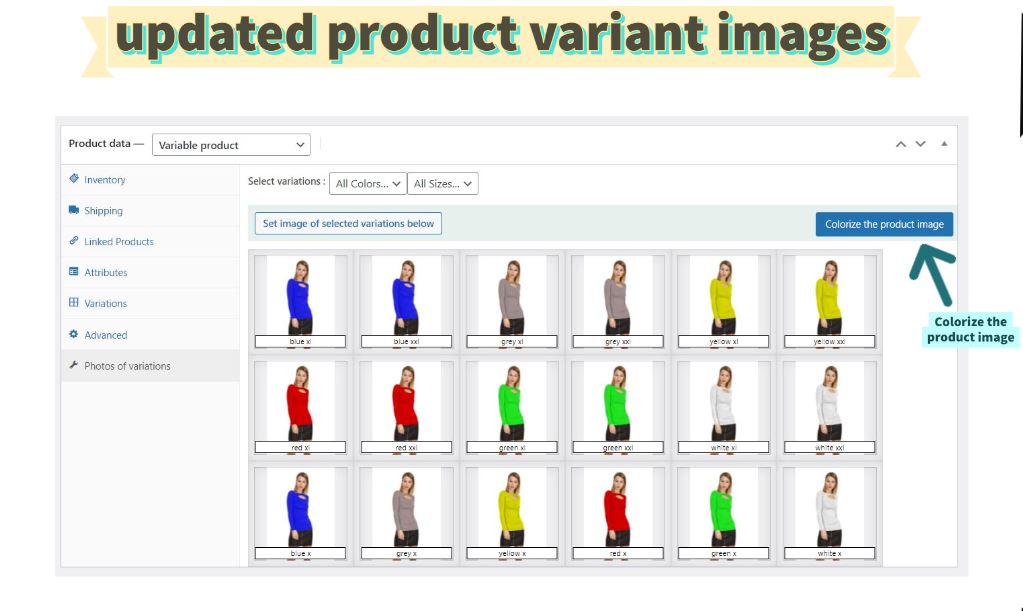 updated product variant images
Product data —
Variable product
Inventory
Shipping
Linked Products
Attributes
Variations
Advanced
Photos of variations
Select variations :
All Colors...
All Sizes...
Set image of selected variations below
Colorize the product image
Colorize the
product image
blue xl
blue xxl
grey xl
grey xxl
yellow xl
yellow xxl
red xl
red xxl
green xl
green xxl
white xl
white xxl
blue x
grey x
yellow x
red x
green x
white x